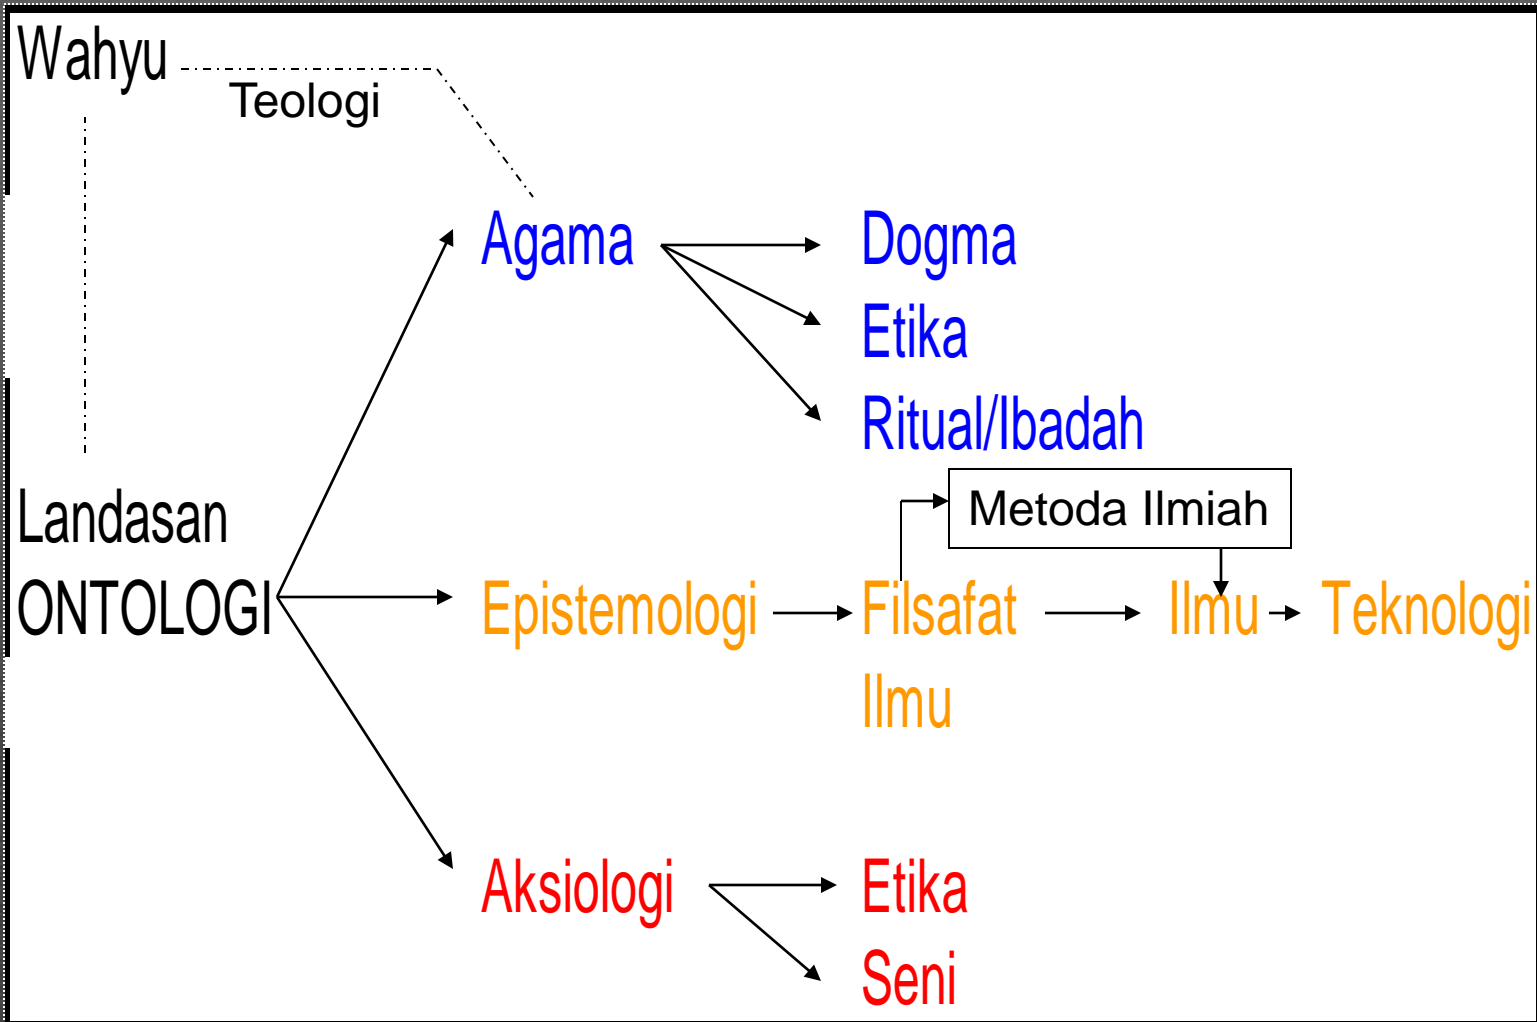 Wahyu
Teologi
Agama
Dogma
Etika
Ritual/Ibadah
Landasan
Metoda Ilmiah
ONTOLOGI
Epistemologi
Filsafat
Ilmu
Teknologi
Ilmu
Aksiologi
Etika
Seni